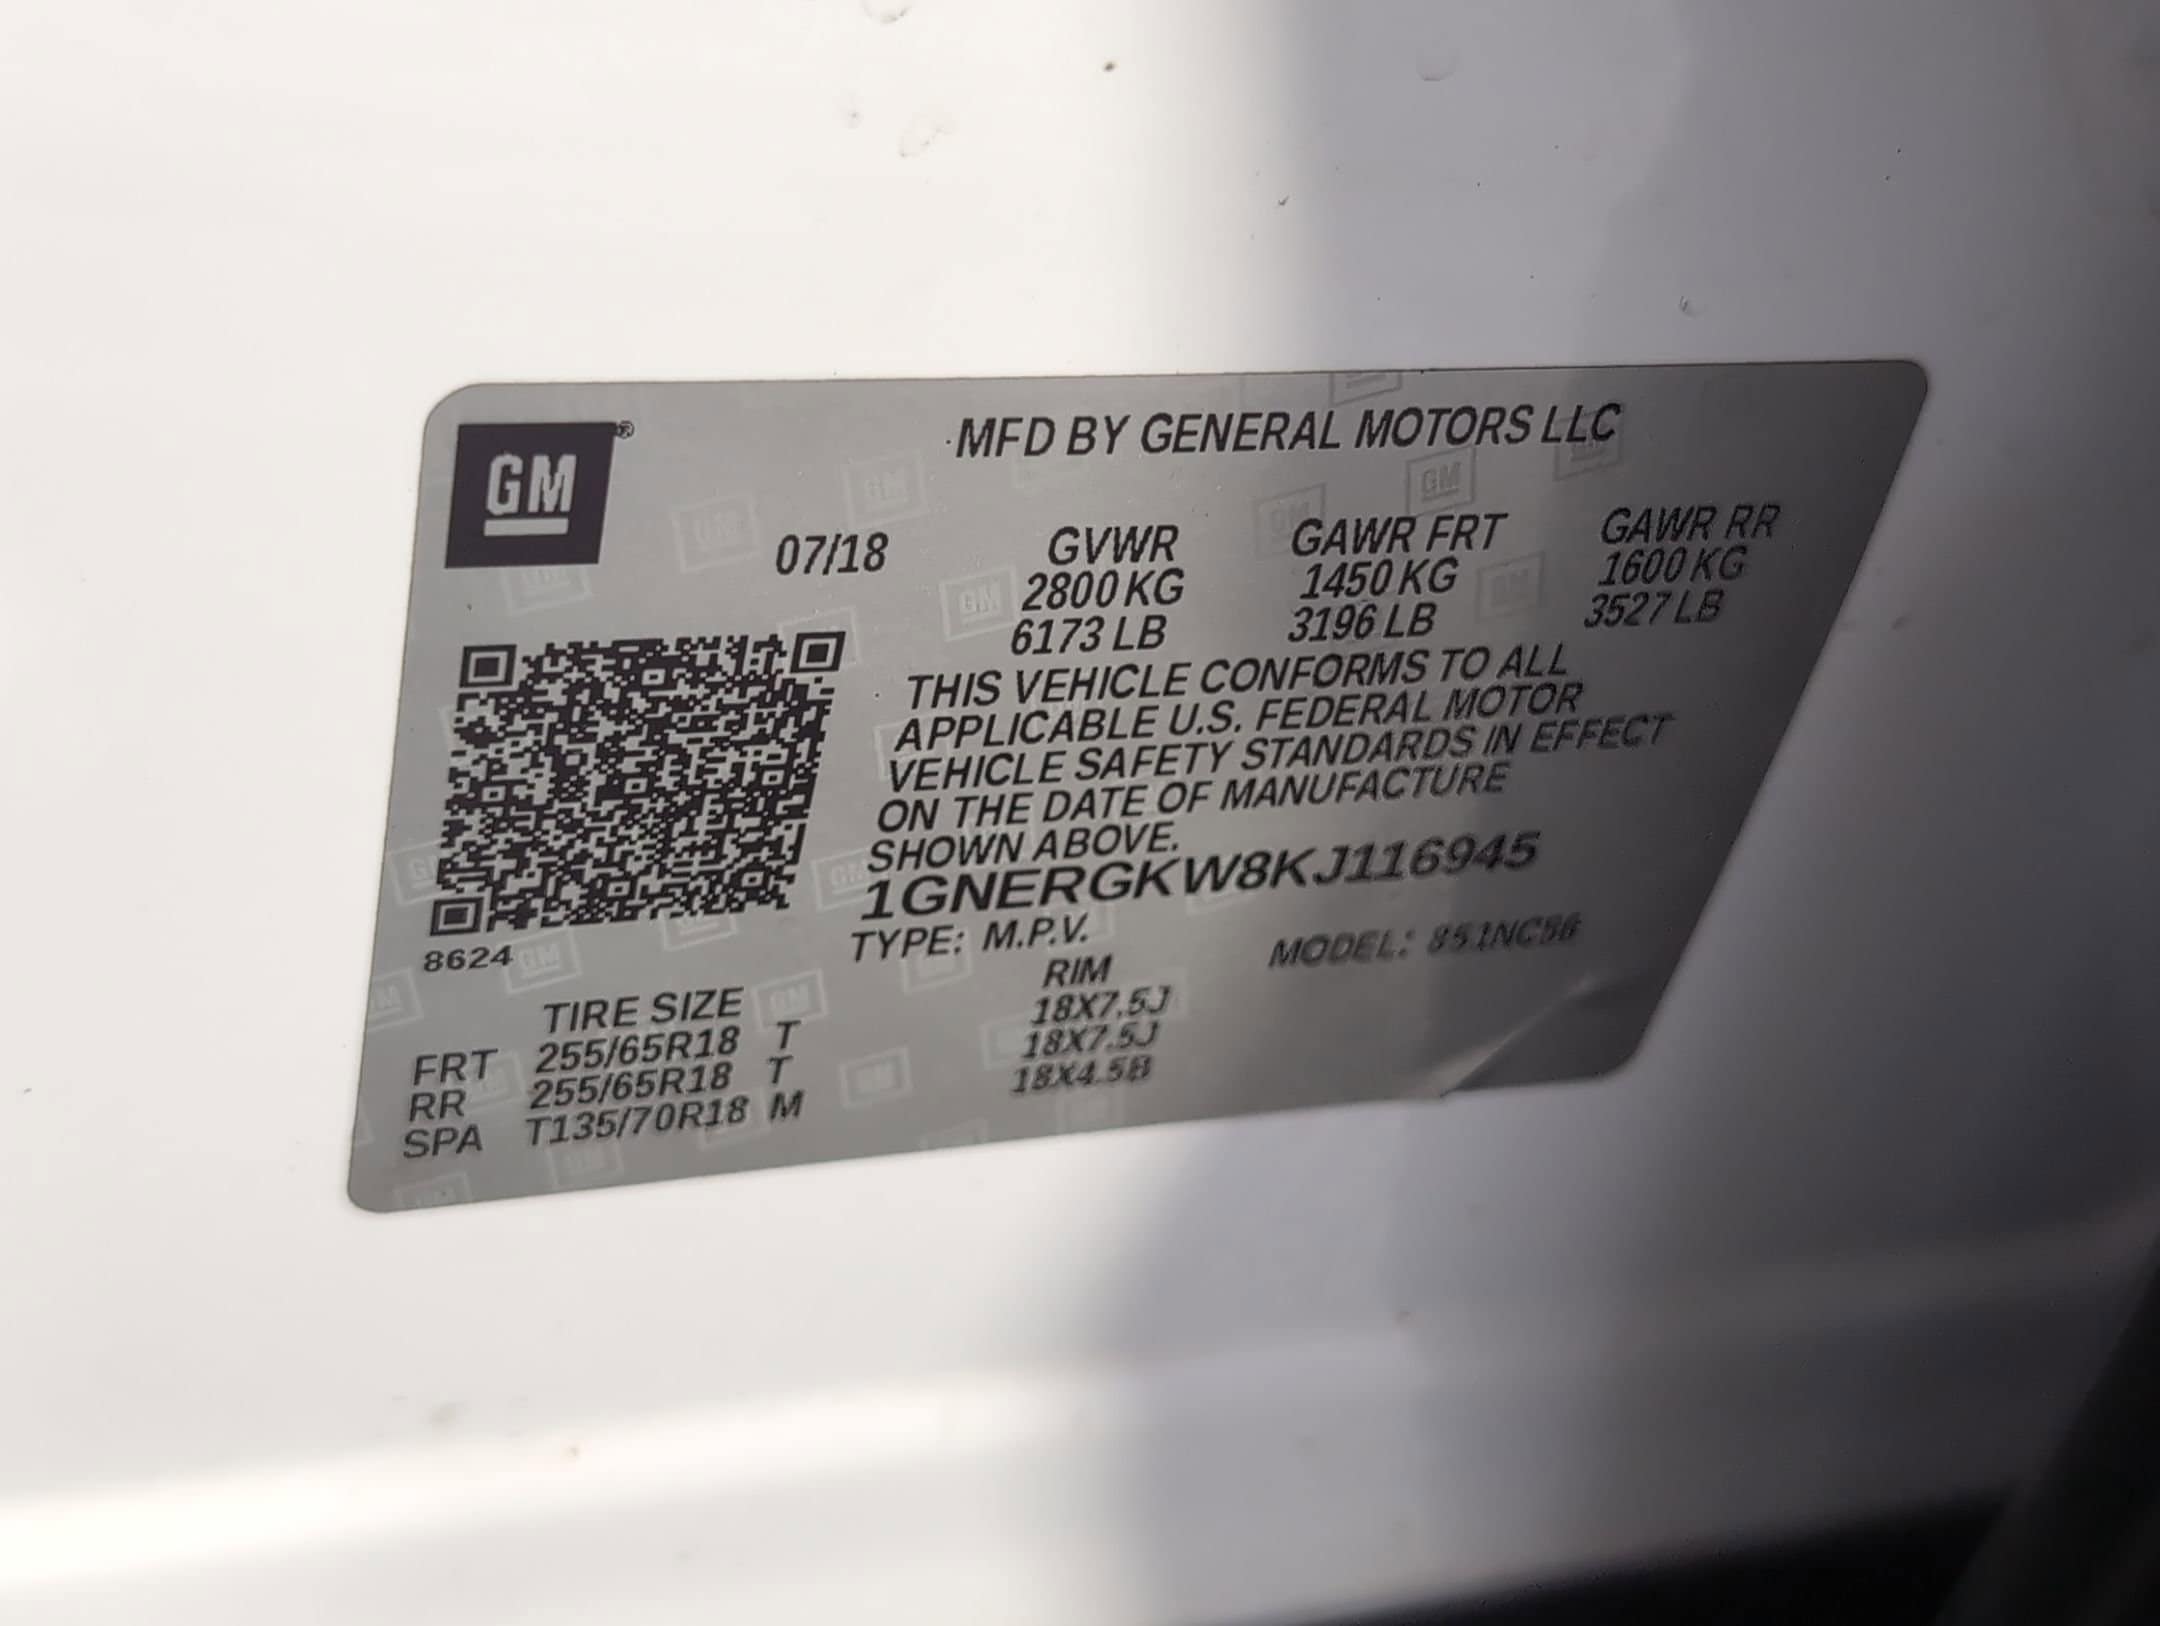 GM®
MFD BY GENERAL MOTORS LLC
07/18 GVWR GAWR FRT GAWR RR
2800 KG 1450 KG 1600 KG
6173 LB 3196 LB 3527 LB
THIS VEHICLE CONFORMS TO ALL
APPLICABLE U.S. FEDERAL MOTOR
VEHICLE SAFETY STANDARDS IN EFFECT
ON THE DATE OF MANUFACTURE
SHOWN ABOVE.
1GNERGKW8KJ116945
TYPE: M.P.V. MODEL: 851NC56
8624
TIRE SIZE RIM
FRT 255/65R18 T 18X7.5J
RR 255/65R18 T 18X7.5J
SPA T135/70R18 M 18X4.5B